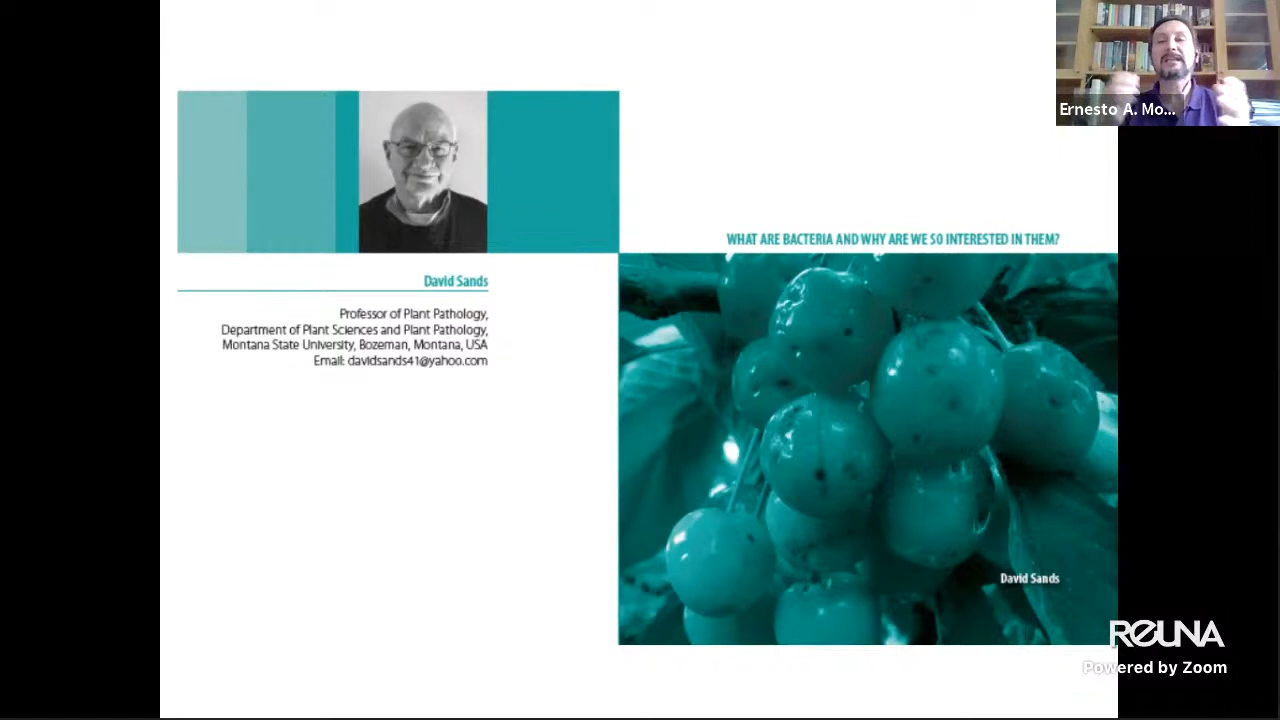 Ernesto A. Mo...
WHAT ARE BACTERIA AND WHY ARE WE SO INTERESTED IN THEM?
David Sands
Professor of Plant Pathology,
Department of Plant Sciences and Plant Pathology,
Montana State University, Bozeman, Montana, USA
Email: davidsands41@yahoo.com
David Sands
REUNA
Powered by Zoom